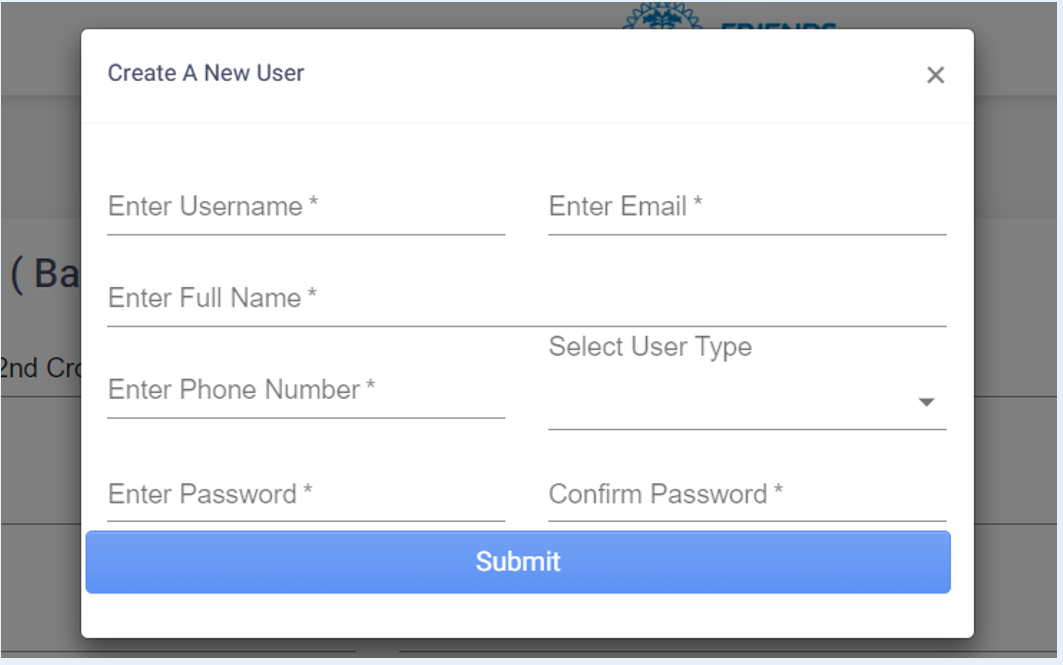 FRIENDS
Create A New User
×
Enter Username * Enter Email *
( Ba
Enter Full Name *
Select User Type
2nd Cro
Enter Phone Number *
Enter Password * Confirm Password *
Submit